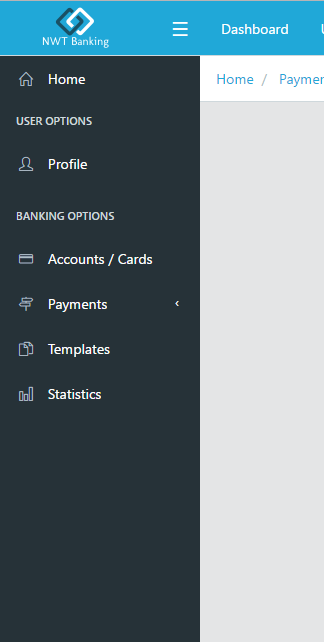 NWT Banking
Dashboard
Home
Home / 
USER OPTIONS
Profile
BANKING OPTIONS
Accounts / Cards
Payments
Templates
Statistics